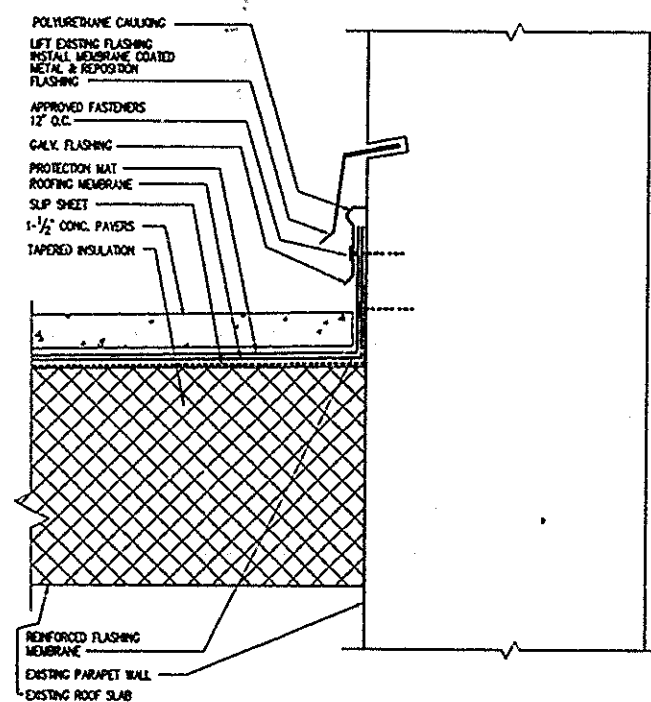 POLYURETHANE CAULKING
LIFT EXISTING FLASHING
INSTALL MEMBRANE COATED
METAL & REPOSITION
FLASHING
APPROVED FASTENERS
12" O.C.
GALV. FLASHING
PROTECTION MAT
ROOFING MEMBRANE
SLIP SHEET
1-1/2" CONC. PAVERS
TAPERED INSULATION
REINFORCED FLASHING
MEMBRANE
EXISTING PARAPET WALL
EXISTING ROOF SLAB